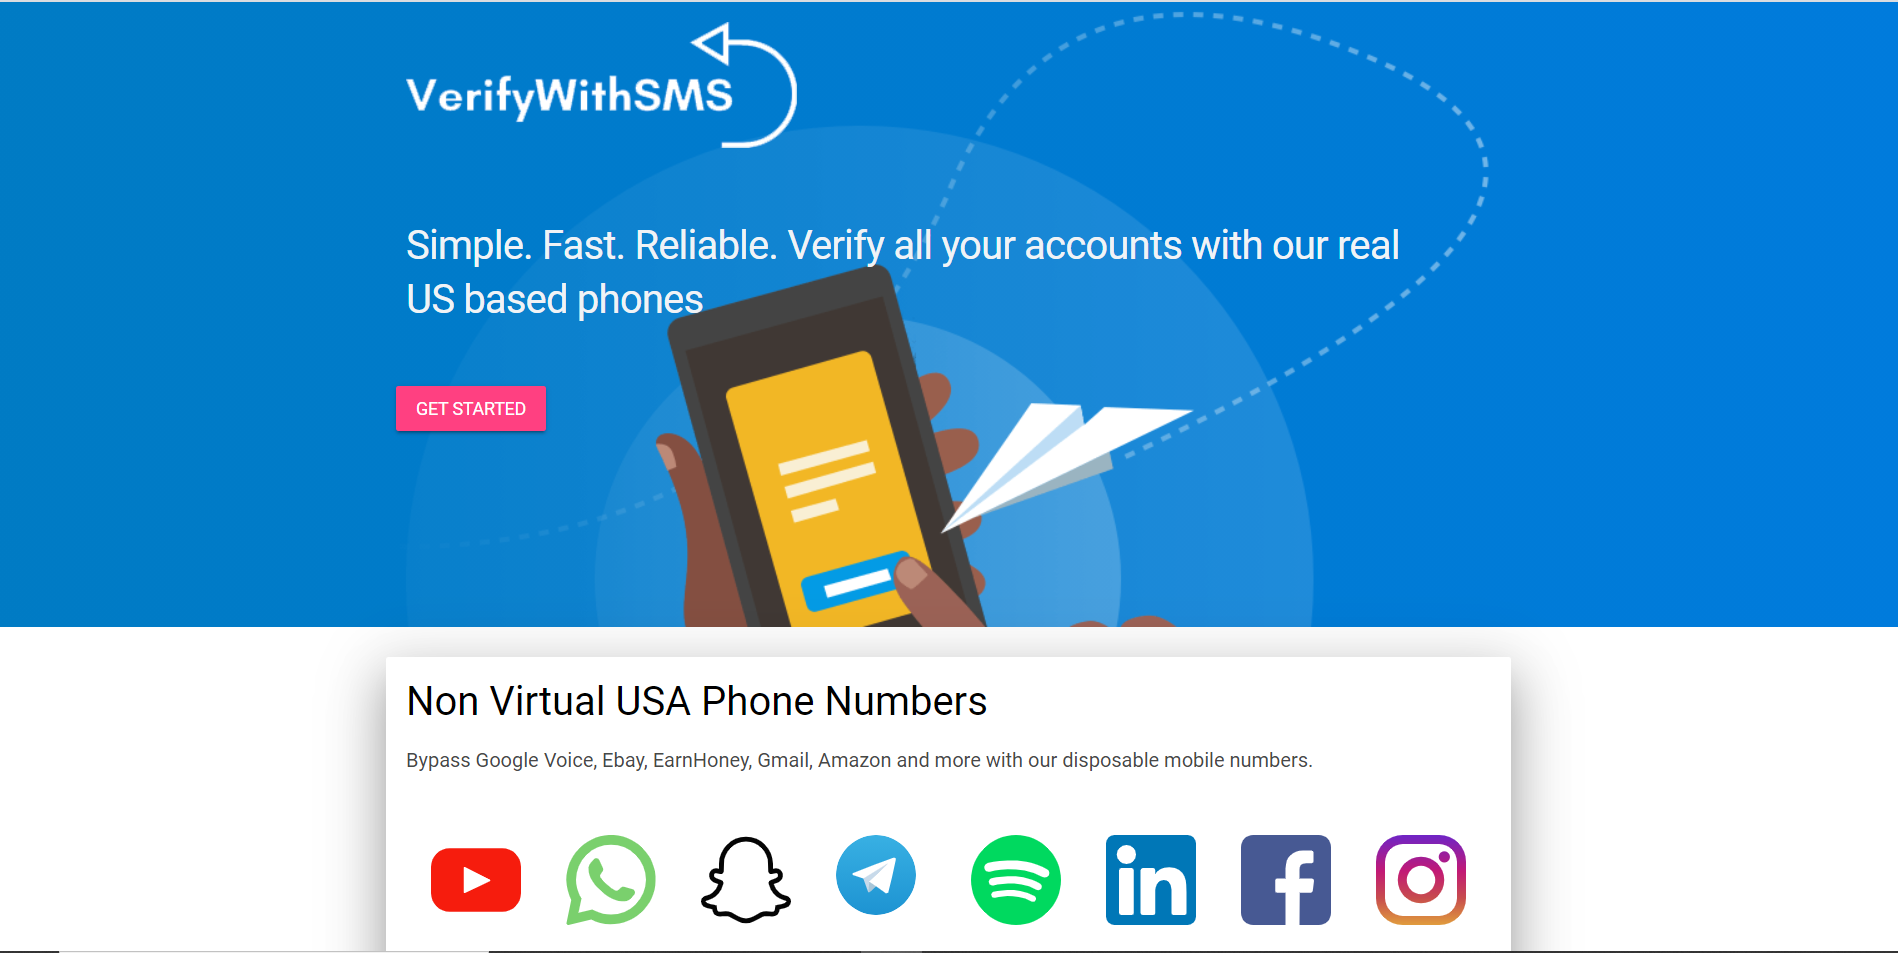 VerifyWithSMS
Simple. Fast. Reliable. Verify all your accounts with our real
US based phones
GET STARTED
Non Virtual USA Phone Numbers
Bypass Google Voice, Ebay, EarnHoney, Gmail, Amazon and more with our disposable mobile numbers.
in